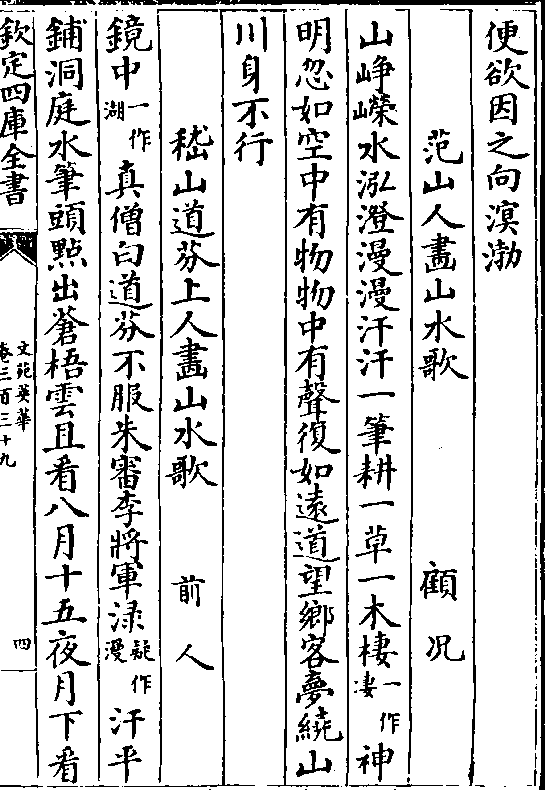 便欲因之向溟渤
范山人畫山水歌 顧况
山崢嶸水泓澄漫漫汗汗一筆耕一草一木棲一作凄神
明忽如空中有物物中有聲復如遠道望鄉客夢繞山
川身不行
嵇山道芬上人畫山水歌 前人
鏡中一作湖真僧白道芬不服朱審李將軍渌疑作漫汗平
鋪洞庭水筆頭點出蒼梧雲且看八月十五夜月下看
欽定四庫全書
文苑英華
卷三百三十九
四